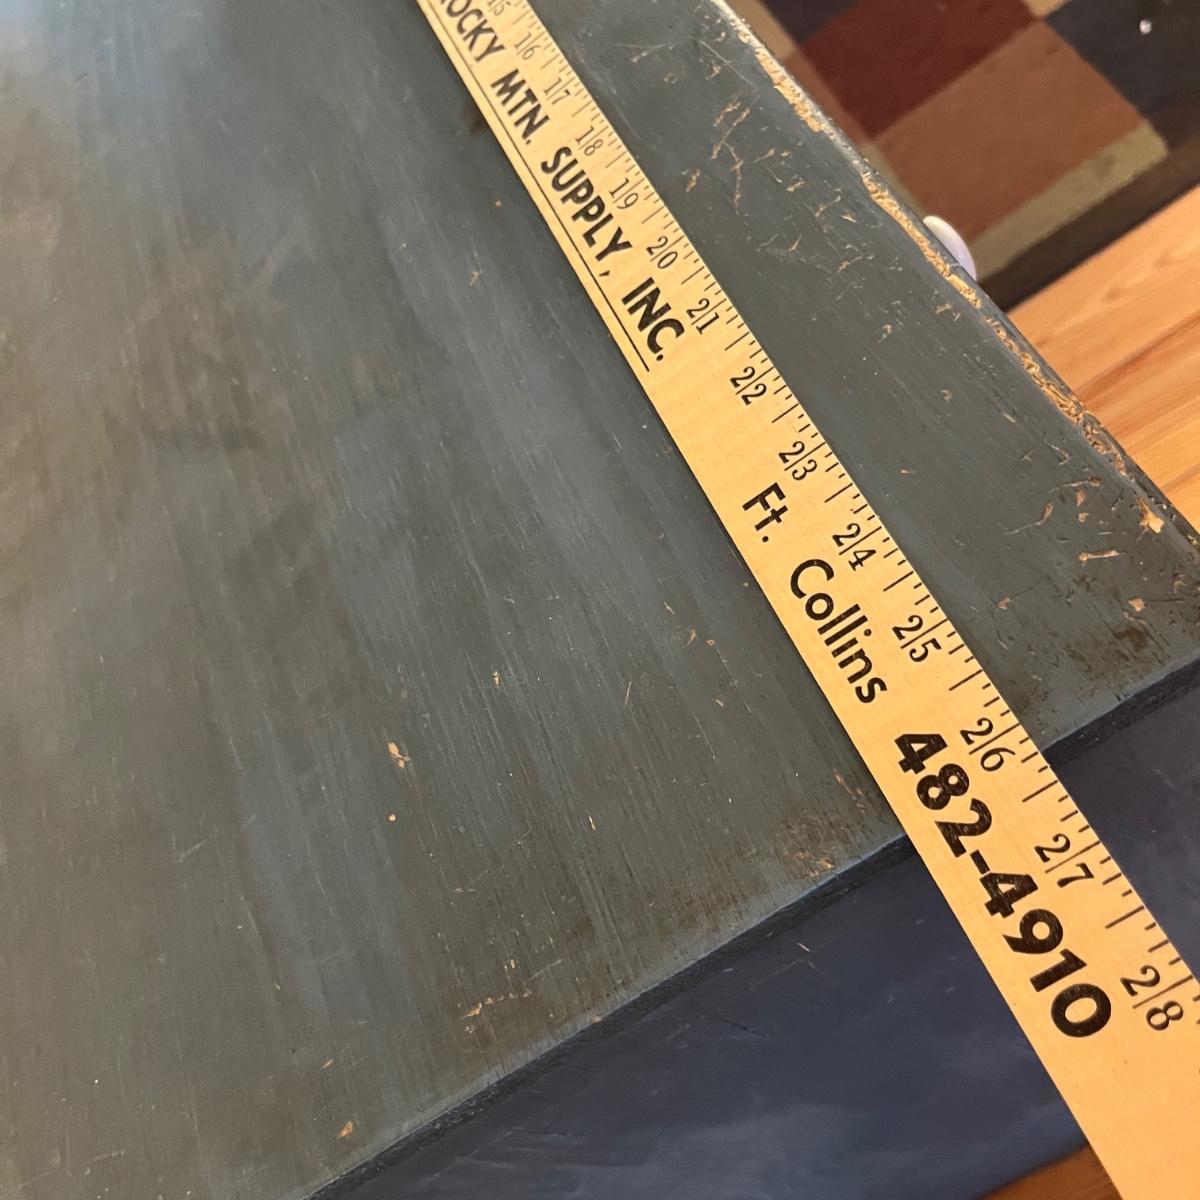 15 16 17 18 19 20 21 22 23 24 25 26 27 28
OCKY MTN. SUPPLY, INC.
Ft. Collins 482-4910